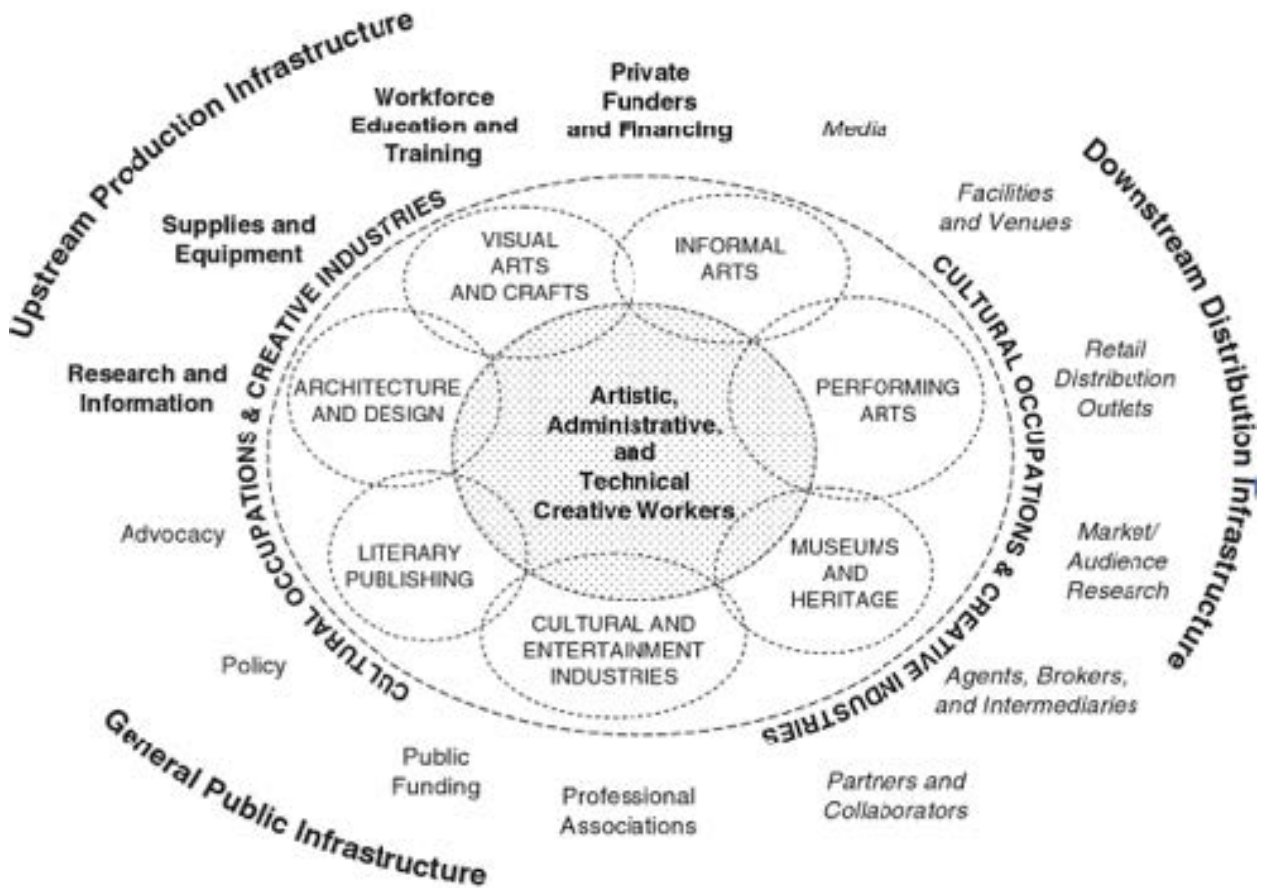 Upstream Production Infrastructure
Workforce
Education and
Training
Private
Funders
and Financing
Media
Facilities
and Venues
Downstream Distribution Infrastructure
Supplies and
Equipment
CULTURAL OCCCUPATIONS & CREATIVE INDUSTRIES
VISUAL
ARTS
AND CRAFTS
INFORMAL
ARTS
CULTURAL OCCUPATIONS & CREATIVE INDUSTRIES
Research and
Information
ARCHITECTURE
AND DESIGN
Artistic,
Administrative,
and
Technical
Creative Workers
PERFORMING
ARTS
Retail
Distribution
Outlets
Advocacy
LITERARY
PUBLISHING
MUSEUMS
AND
HERITAGE
Market/
Audience
Research
CULTURAL AND
ENTERTAINMENT
INDUSTRIES
Policy
Agents, Brokers,
and Intermediaries
General Public Infrastructure
Public
Funding
Professional
Associations
Partners and
Collaborators